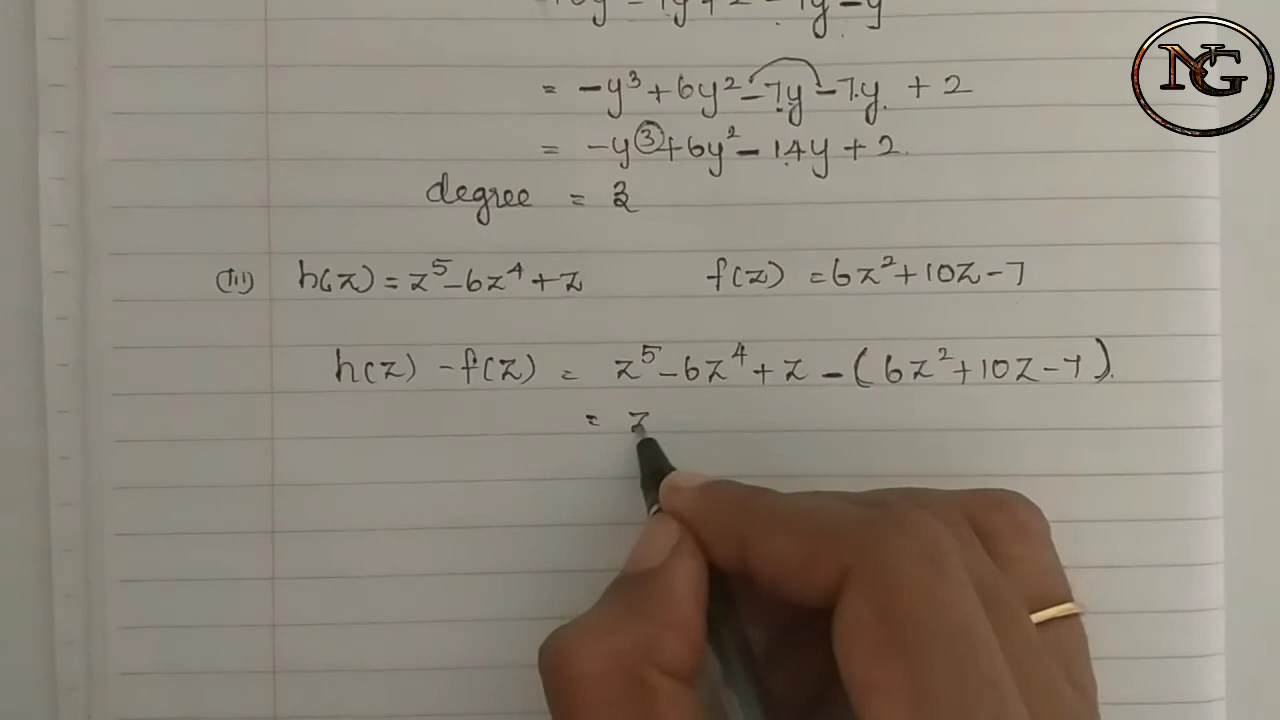 = -y³ + 6y² - 7y - 7y + 2
= -y³ + 6y² - 14y + 2.
degree = 3
(III) h(z) = z⁵ - 6z⁴ + z f(z) = 6z² + 10z - 7
h(z) - f(z) = z⁵ - 6z⁴ + z - (6z² + 10z - 7).
= z
NG